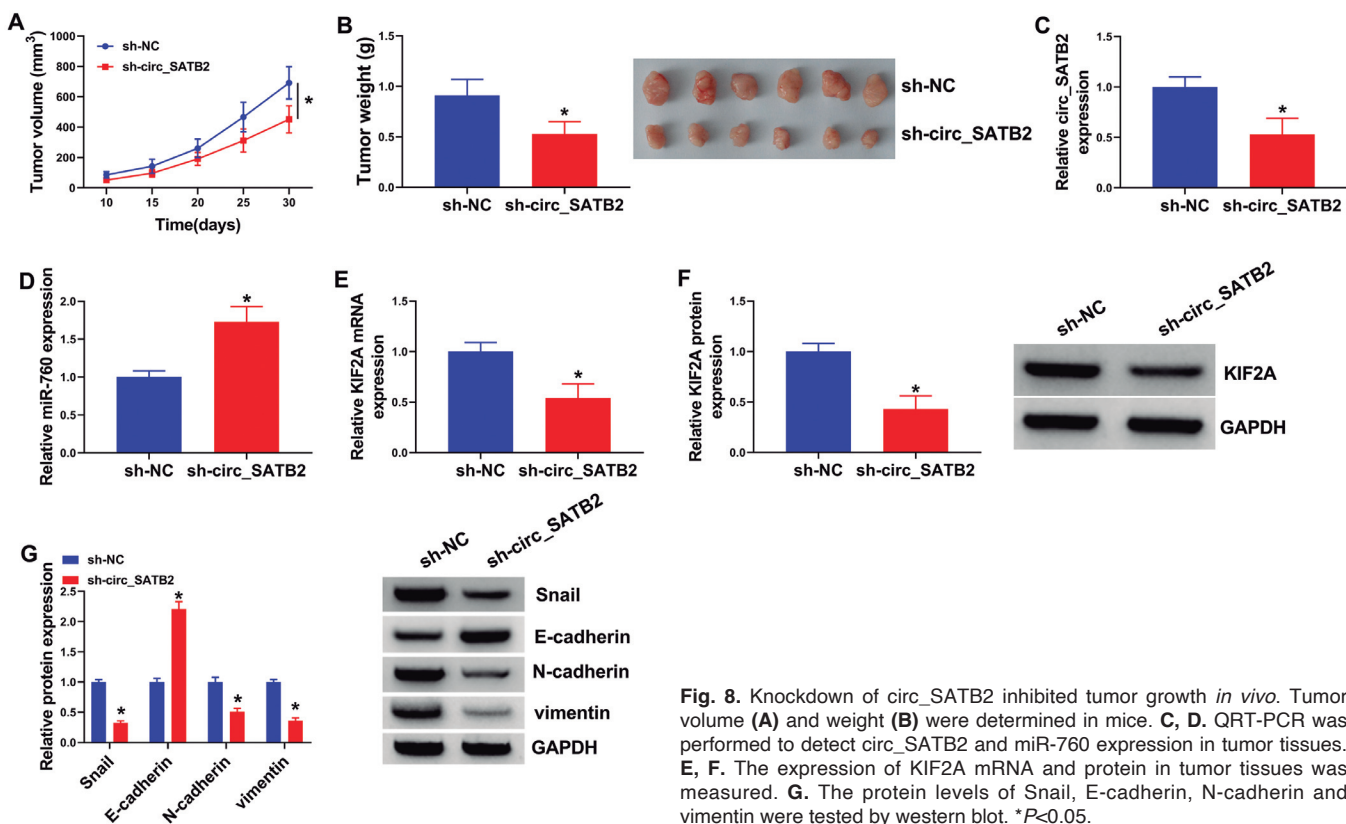 A
Tumor volume (mm³)
1000
800
600
400
200
0
sh-NC
sh-circ_SATB2
*
10 15 20 25 30
Time(days)
B
Tumor weight (g)
1.5
1.0
0.5
0.0
*
sh-NC sh-circ_SATB2
sh-NC
sh-circ_SATB2
C
Relative circ_SATB2
expression
1.5
1.0
0.5
0.0
*
sh-NC sh-circ_SATB2
D
Relative miR-760 expression
2.0
1.5
1.0
0.5
0.0
*
sh-NC sh-circ_SATB2
E
Relative KIF2A mRNA
expression
1.5
1.0
0.5
0.0
*
sh-NC sh-circ_SATB2
F
Relative KIF2A protein
expression
1.5
1.0
0.5
0.0
*
sh-NC sh-circ_SATB2
sh-NC
sh-circ_SATB2
KIF2A
GAPDH
G
Relative protein expression
sh-NC
sh-circ_SATB2
2.5
2.0
1.5
1.0
0.5
0.0
* * * *
Snail
E-cadherin
N-cadherin
vimentin
sh-NC
sh-circ_SATB2
Snail
E-cadherin
N-cadherin
vimentin
GAPDH
Fig. 8. Knockdown of circ_SATB2 inhibited tumor growth in vivo. Tumor
volume (A) and weight (B) were determined in mice. C, D. QRT-PCR was
performed to detect circ_SATB2 and miR-760 expression in tumor tissues.
E, F. The expression of KIF2A mRNA and protein in tumor tissues was
measured. G. The protein levels of Snail, E-cadherin, N-cadherin and
vimentin were tested by western blot. *P<0.05.